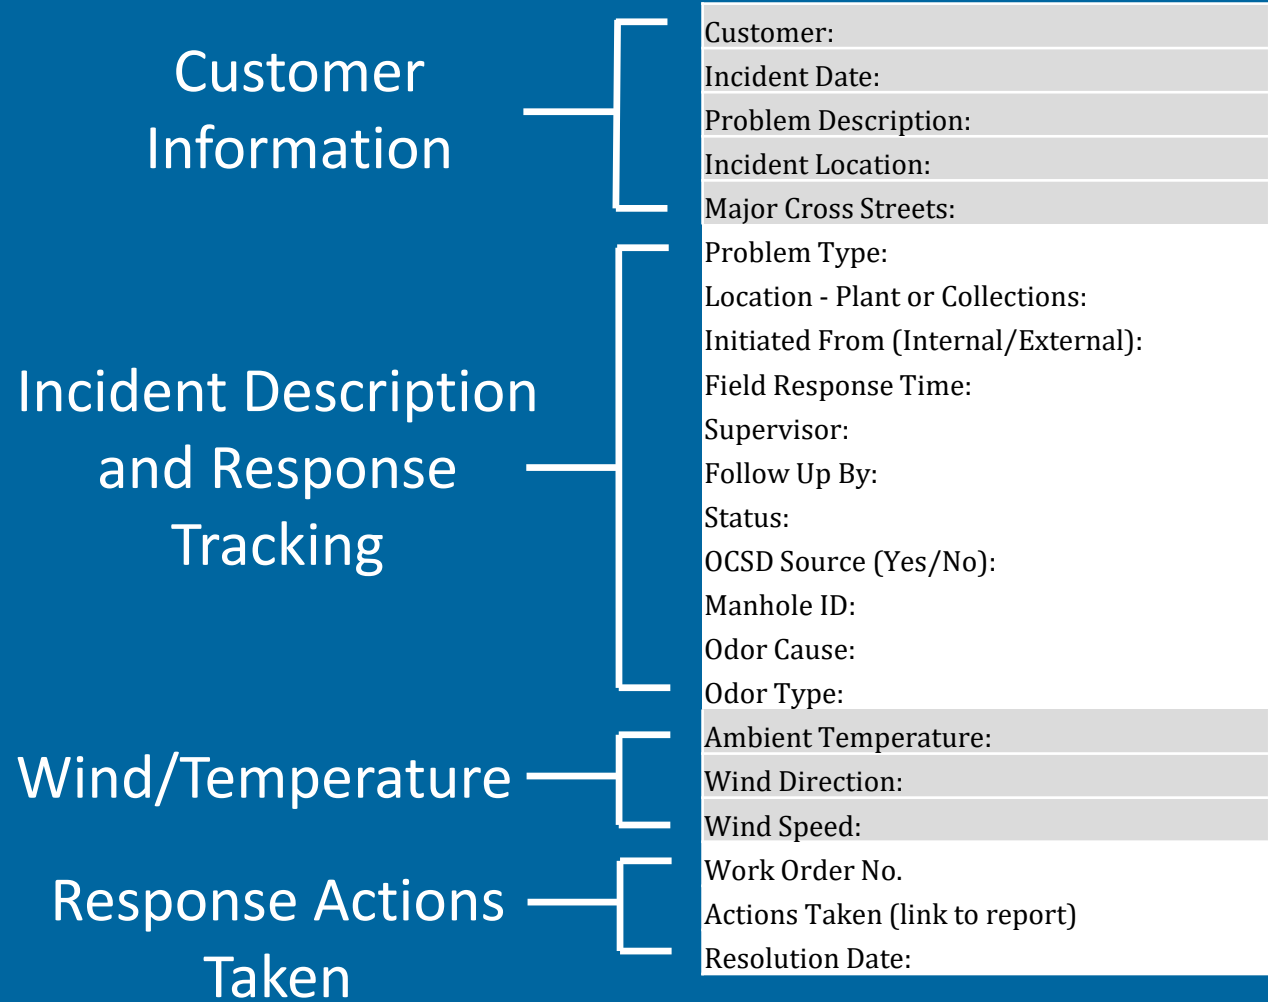 Customer
Information
Customer:
Incident Date:
Problem Description:
Incident Location:
Major Cross Streets:
Incident Description
and Response
Tracking
Problem Type:
Location - Plant or Collections:
Initiated From (Internal/External):
Field Response Time:
Supervisor:
Follow Up By:
Status:
OCSD Source (Yes/No):
Manhole ID:
Odor Cause:
Odor Type:
Wind/Temperature
Ambient Temperature:
Wind Direction:
Wind Speed:
Response Actions
Taken
Work Order No.
Actions Taken (link to report)
Resolution Date: